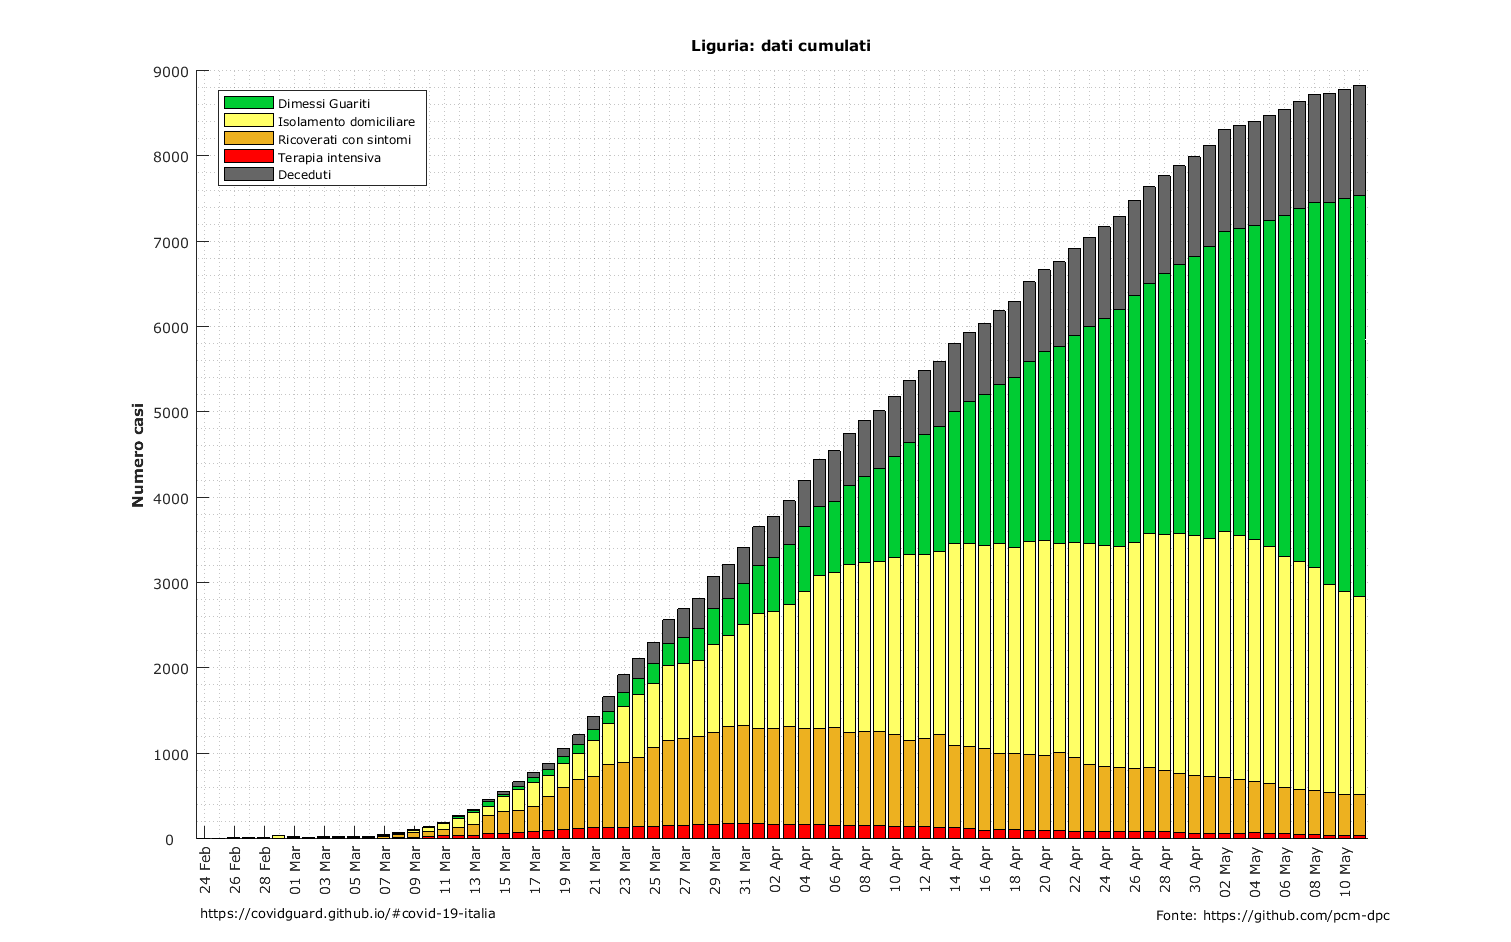 Liguria: dati cumulati
9000
8000
7000
6000
5000
4000
3000
2000
1000
0
Numero casi
Dimessi Guariti
Isolamento domiciliare
Ricoverati con sintomi
Terapia intensiva
Deceduti
24 Feb
26 Feb
28 Feb
01 Mar
03 Mar
05 Mar
07 Mar
09 Mar
11 Mar
13 Mar
15 Mar
17 Mar
19 Mar
21 Mar
23 Mar
25 Mar
27 Mar
29 Mar
31 Mar
02 Apr
04 Apr
06 Apr
08 Apr
10 Apr
12 Apr
14 Apr
16 Apr
18 Apr
20 Apr
22 Apr
24 Apr
26 Apr
28 Apr
30 Apr
02 May
04 May
06 May
08 May
10 May
https://covidguard.github.io/#covid-19-italia
Fonte: https://github.com/pcm-dpc